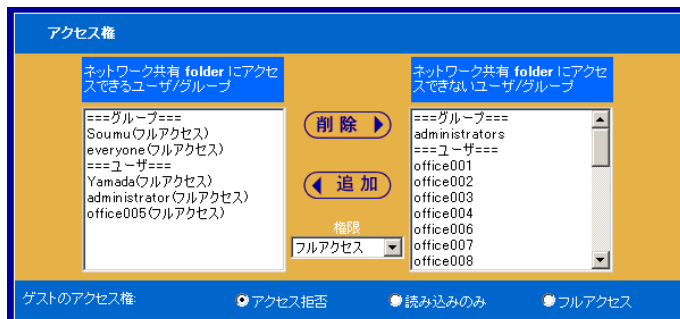 アクセス権
ネットワーク共有 folder にアクセ
スできるユーザ/グループ
===グループ===
Soumu(フルアクセス)
everyone(フルアクセス)
===ユーザ===
Yamada(フルアクセス)
administrator(フルアクセス)
office005(フルアクセス)
削除
追加
権限
フルアクセス
ネットワーク共有 folder にアクセ
スできないユーザ/グループ
===グループ===
administrators
===ユーザ===
office001
office002
office003
office004
office006
office007
office008
ゲストのアクセス権: アクセス拒否 読み込みのみ フルアクセス